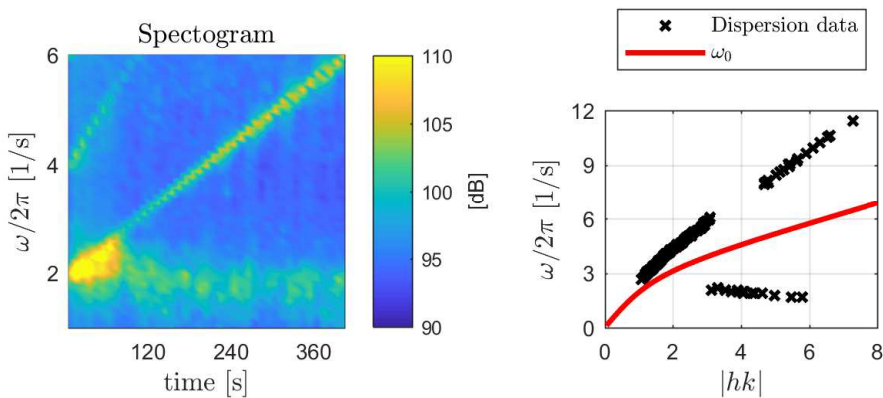 Spectogram
ω/2π [1/s]
6
4
2
120 240 360
time [s]
110
105
100
95
90
[dB]
Dispersion data
ω₀
ω/2π [1/s]
12
9
6
3
0
0 2 4 6 8
|hk|